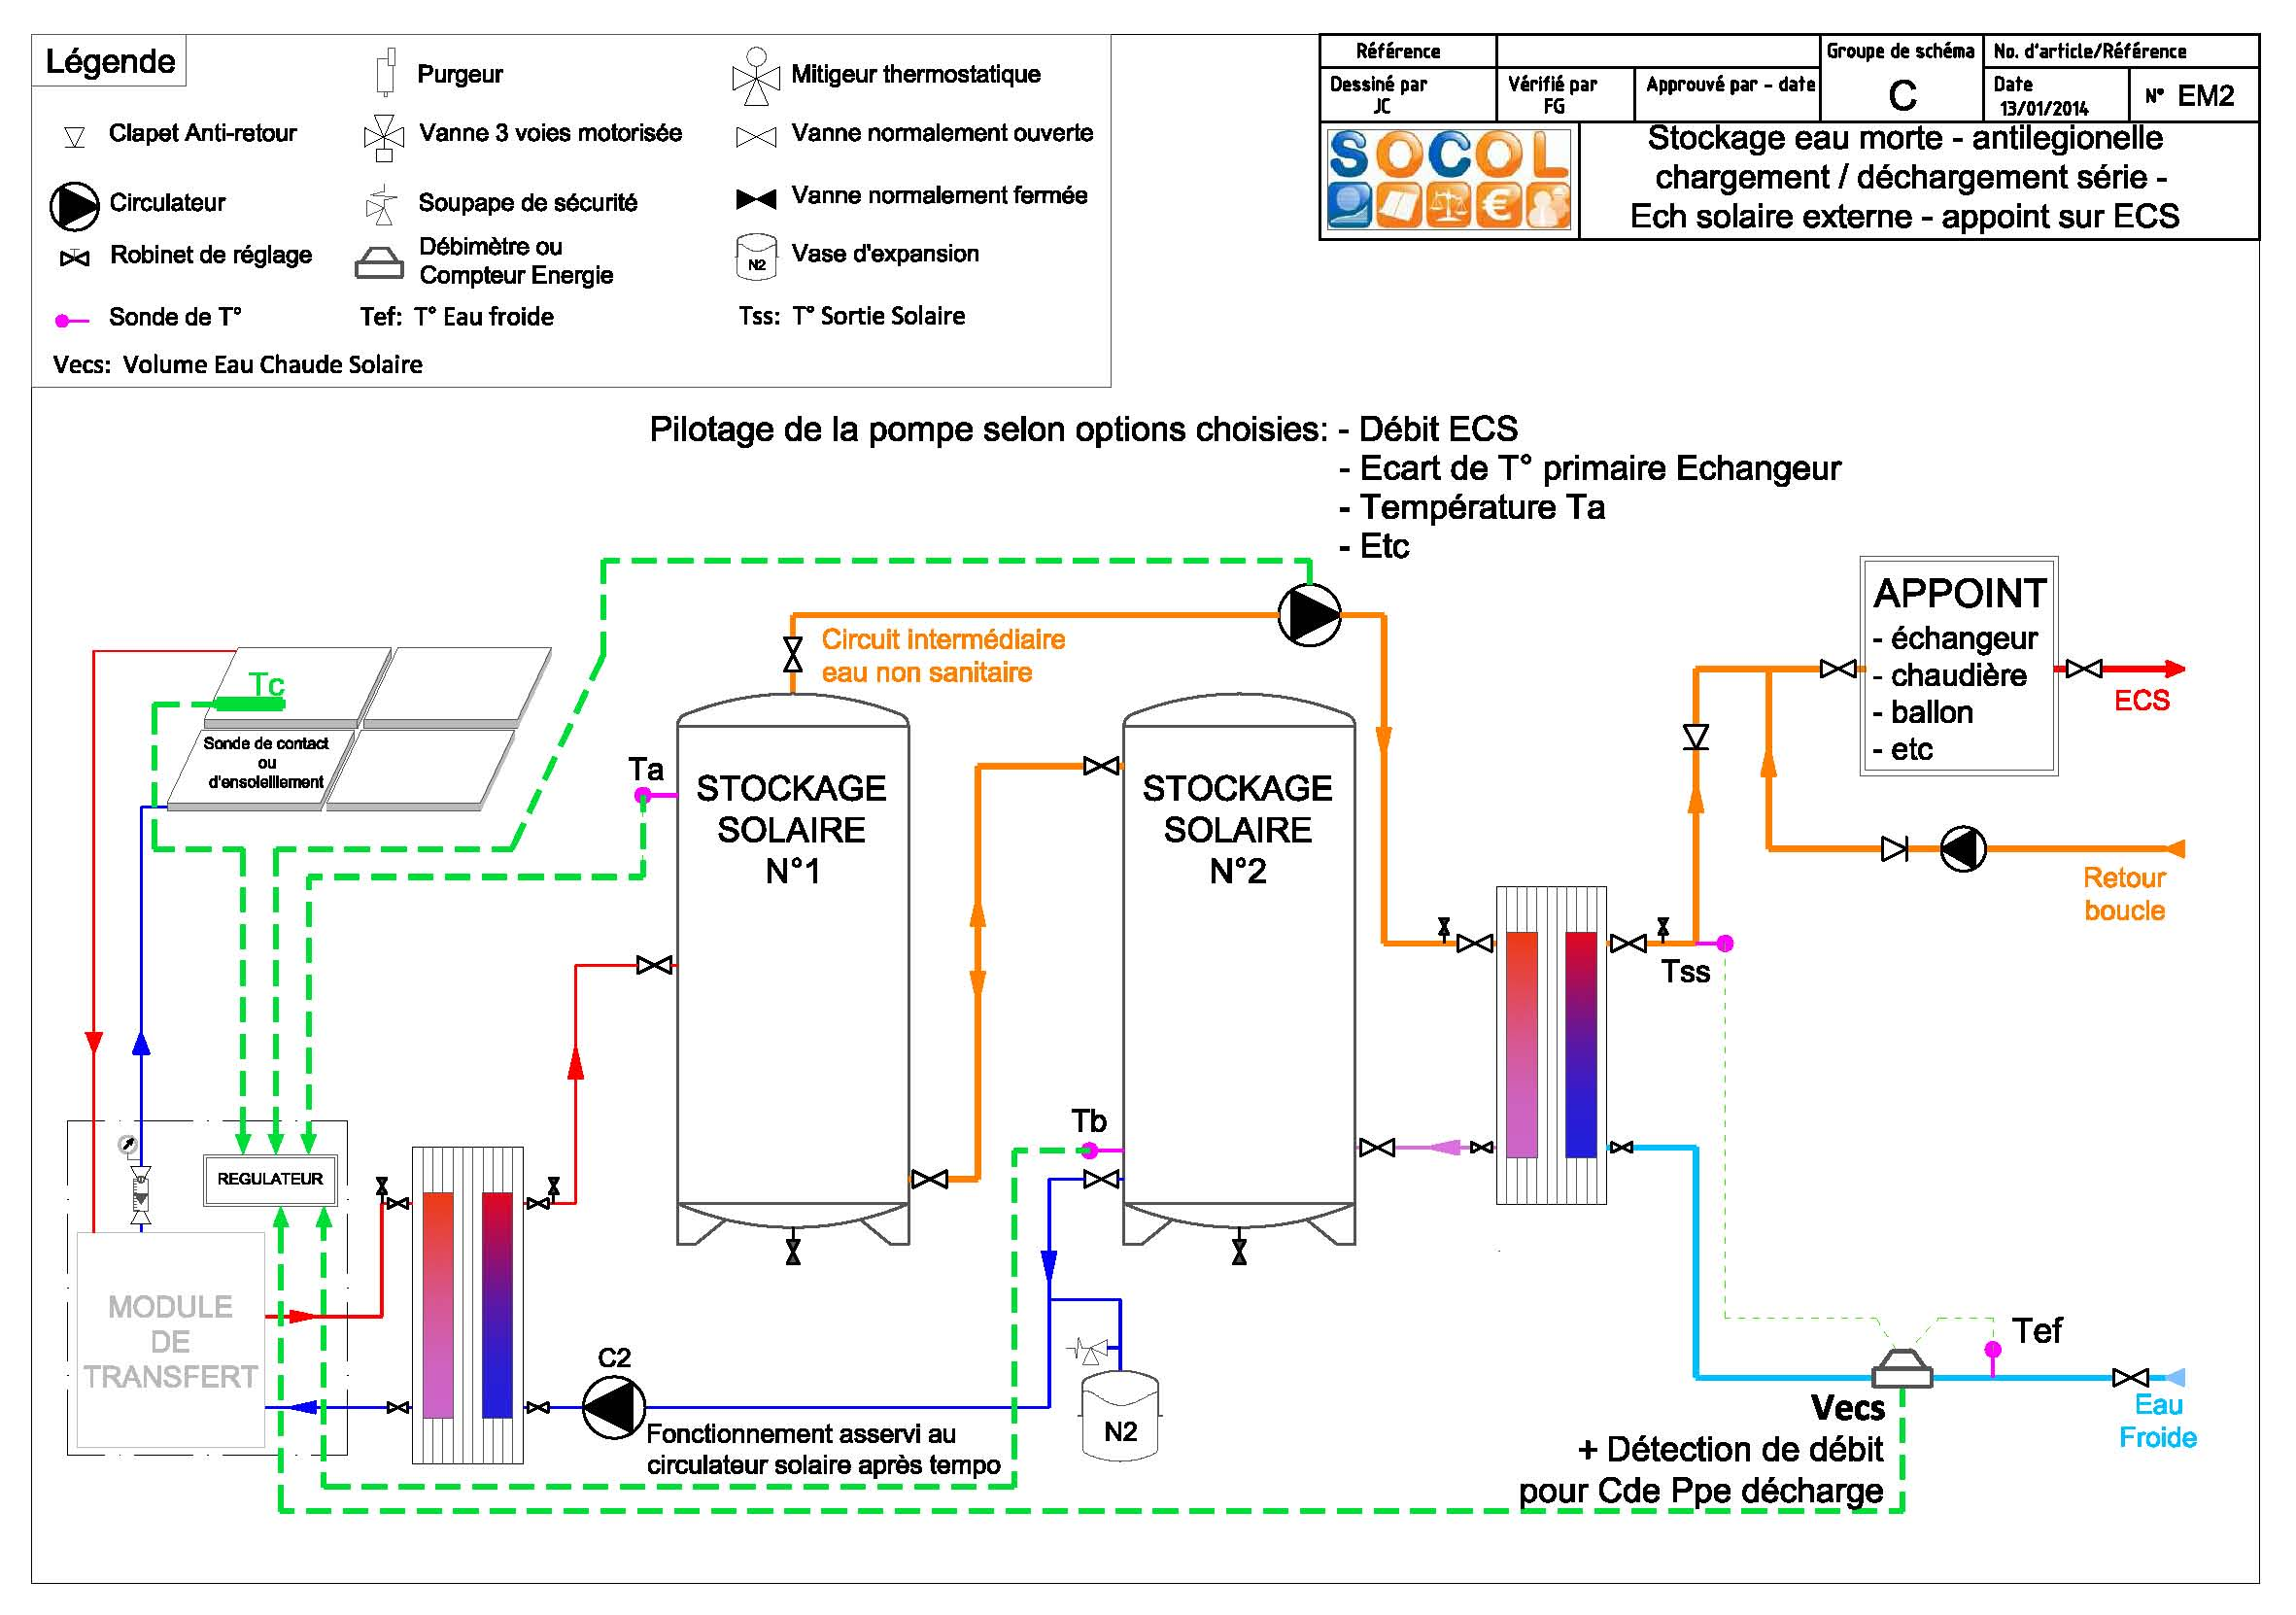 Légende
Purgeur
Mitigeur thermostatique
Clapet Anti-retour
Vanne 3 voies motorisée
Vanne normalement ouverte
Circulateur
Soupape de sécurité
Vanne normalement fermée
Robinet de réglage
Débimètre ou
Compteur Energie
N2
Vase d'expansion
Sonde de T°
Tef: T° Eau froide
Tss: T° Sortie Solaire
Vecs: Volume Eau Chaude Solaire
Référence
Groupe de schéma
No. d'article/Référence
Dessiné par
JC
Vérifié par
FG
Approuvé par - date
C
Date
13/01/2014
N° EM2
SOCOL
€
Stockage eau morte - antilegionelle
chargement / déchargement série -
Ech solaire externe - appoint sur ECS
Pilotage de la pompe selon options choisies: - Débit ECS
- Ecart de T° primaire Echangeur
- Température Ta
- Etc
APPOINT
- échangeur
- chaudière
- ballon
- etc
ECS
Circuit intermédiaire
eau non sanitaire
Tc
Sonde de contact
ou
d'ensoleillement
Ta
STOCKAGE
SOLAIRE
N°1
STOCKAGE
SOLAIRE
N°2
Retour
boucle
Tss
Tb
REGULATEUR
MODULE
DE
TRANSFERT
C2
Fonctionnement asservi au
circulateur solaire après tempo
N2
Tef
Vecs
+ Détection de débit
pour Cde Ppe décharge
Eau
Froide